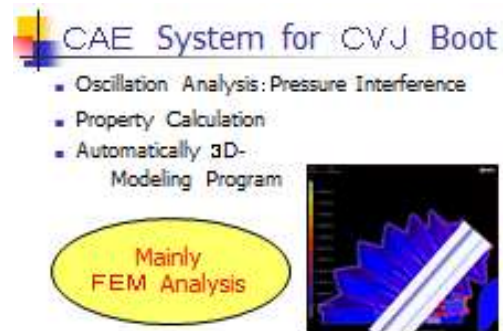 CAE System for CVJ Boot
Oscillation Analysis:Pressure Interference
Property Calculation
Automatically 3D-
Modeling Program
Mainly
FEM Analysis